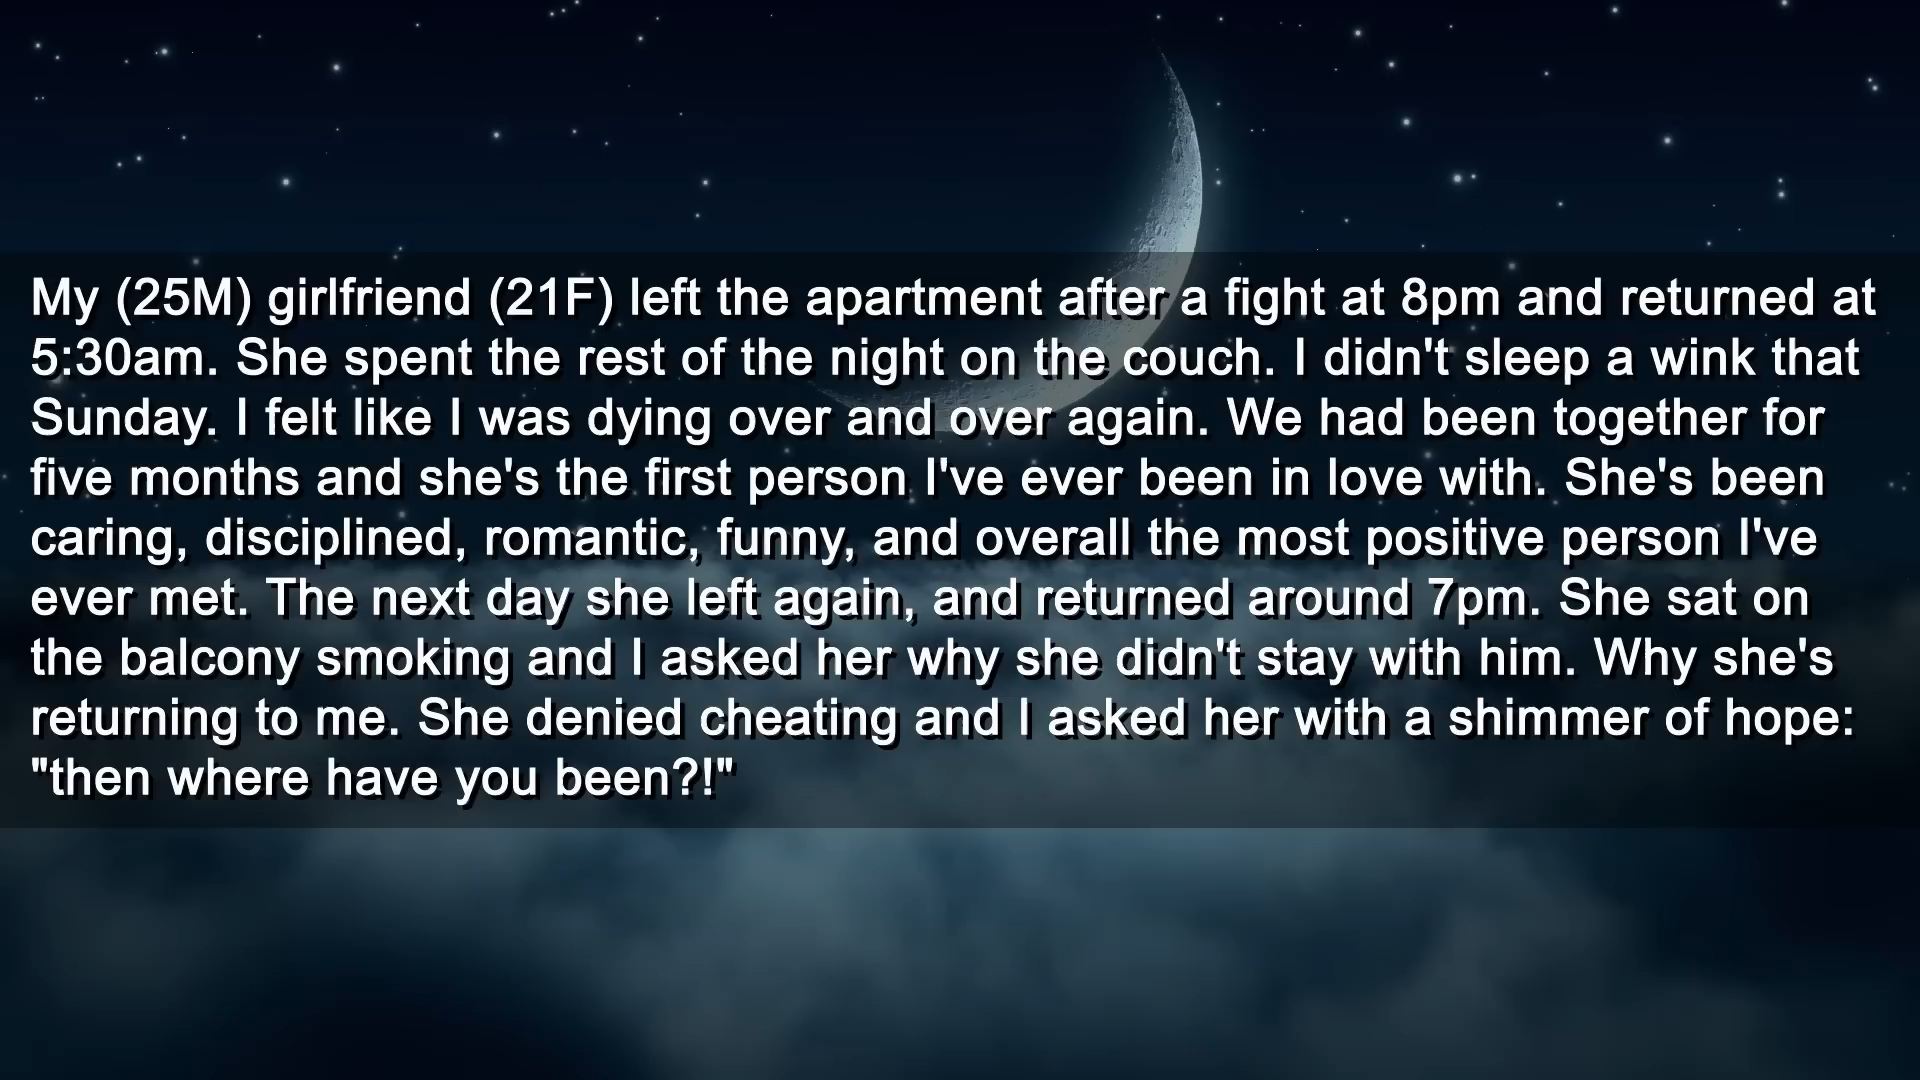 My (25M) girlfriend (21F) left the apartment after a fight at 8pm and returned at
5:30am. She spent the rest of the night on the couch. I didn't sleep a wink that
Sunday. I felt like I was dying over and over again. We had been together for
five months and she's the first person I've ever been in love with. She's been
caring, disciplined, romantic, funny, and overall the most positive person I've
ever met. The next day she left again, and returned around 7pm. She sat on
the balcony smoking and I asked her why she didn't stay with him. Why she's
returning to me. She denied cheating and I asked her with a shimmer of hope:
"then where have you been?!"